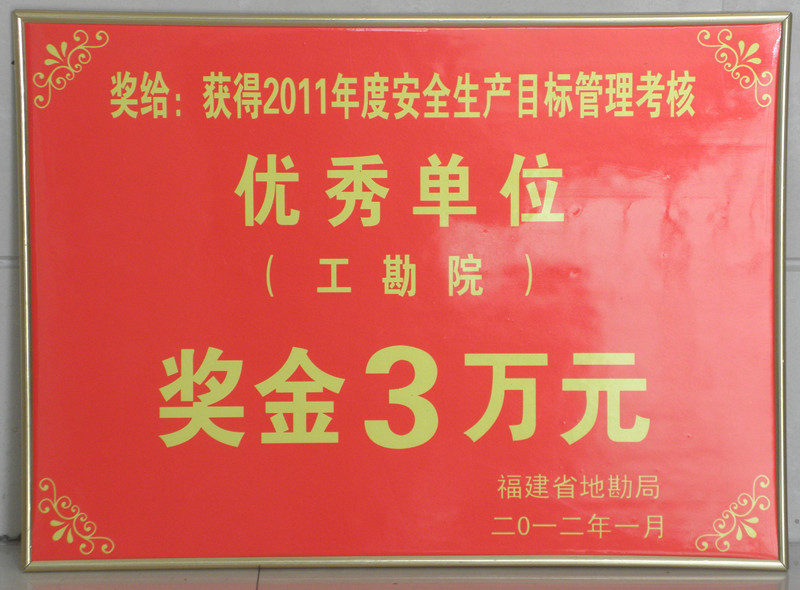 奖给：获得2011年度安全生产目标管理考核
优秀单位
（工勘院）
奖金3万元
福建省地勘局
二0一二年一月